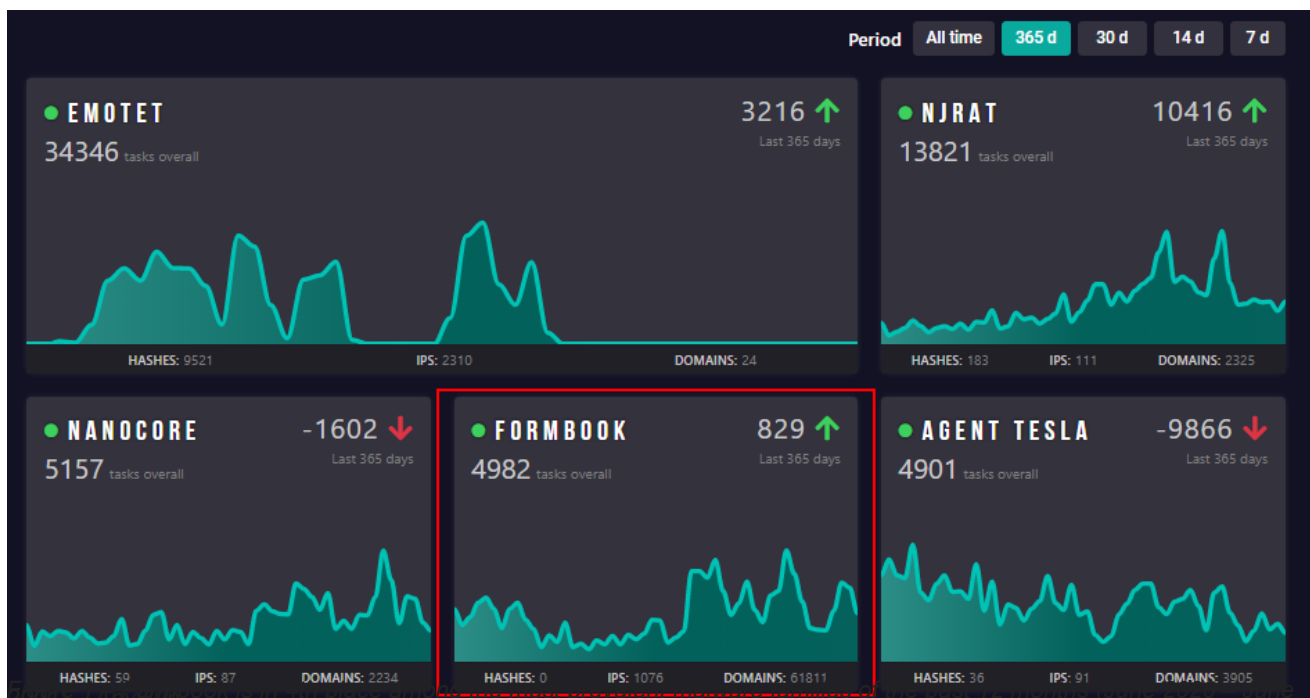 Period All time 365 d 30 d 14 d 7 d
EMOTET
3216
34346 tasks overall
Last 365 days
HASHES: 9521 IPS: 2310 DOMAINS: 24
NJRAT
10416
13821 tasks overall
Last 365 days
HASHES: 183 IPS: 111 DOMAINS: 2325
NANOCORE
-1602
5157 tasks overall
Last 365 days
HASHES: 59 IPS: 87 DOMAINS: 2234
FORMBOOK
829
4982 tasks overall
Last 365 days
HASHES: 0 IPS: 1076 DOMAINS: 61811
AGENT TESLA
-9866
4901 tasks overall
Last 365 days
HASHES: 36 IPS: 91 DOMAINS: 3905